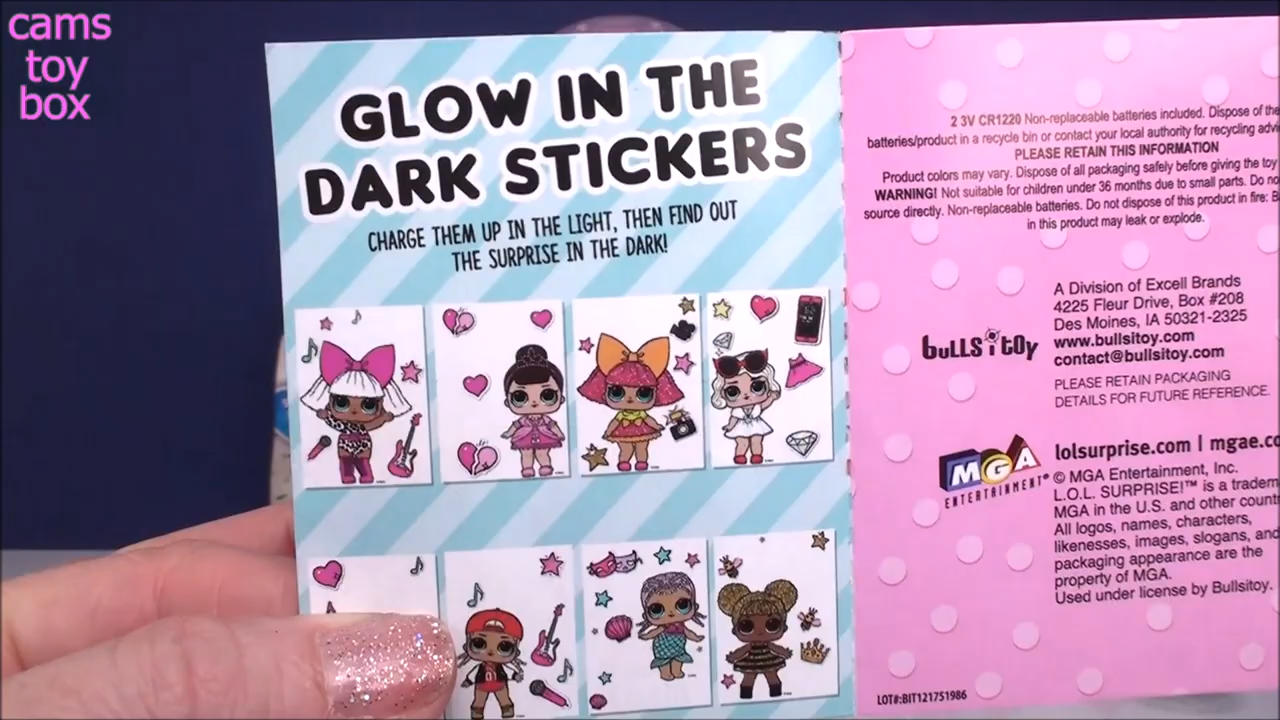 cams
toy
box
GLOW IN THE
DARK STICKERS
CHARGE THEM UP IN THE LIGHT, THEN FIND OUT
THE SURPRISE IN THE DARK!
2 3V CR1220 Non-replaceable batteries included. Dispose of the
batteries/product in a recycle bin or contact your local authority for recycling
PLEASE RETAIN THIS INFORMATION
Product colors may vary. Dispose of all packaging safely before giving the toy
WARNING! Not suitable for children under 36 months due to small parts. Do
source directly. Non-replaceable batteries. Do not dispose of this product in fire:
in this product may leak or explode.
bulls i toy
A Division of Excell Brands
4225 Fleur Drive, Box #208
Des Moines, IA 50321-2325
www.bullsitoy.com
contact@bullsitoy.com
PLEASE RETAIN PACKAGING
DETAILS FOR FUTURE REFERENCE.
MGA
ENTERTAINMENT®
lolsurprise.com | mgae.co
© MGA Entertainment, Inc.
L.O.L. SURPRISE!™ is a
MGA in the U.S. and other
All logos, names, characters,
likenesses, images, slogans, and
packaging appearance are the
property of MGA.
Used under license by Bullsitoy.
LOT#:BIT121751986